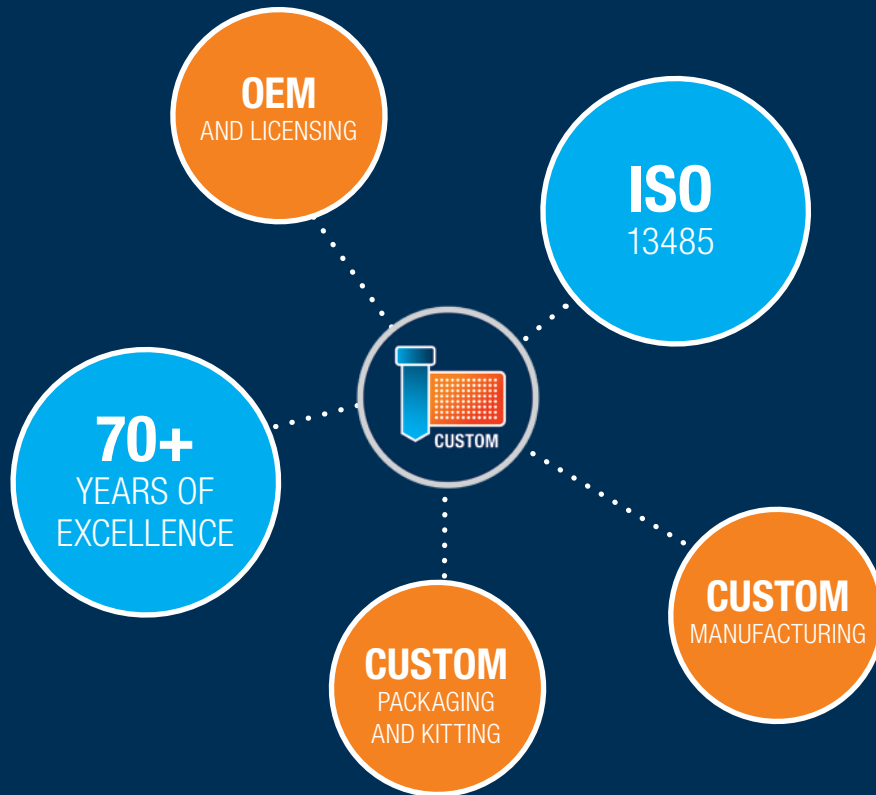 OEM
AND LICENSING
ISO
13485
CUSTOM
70+
YEARS OF
EXCELLENCE
CUSTOM
MANUFACTURING
CUSTOM
PACKAGING
AND KITTING